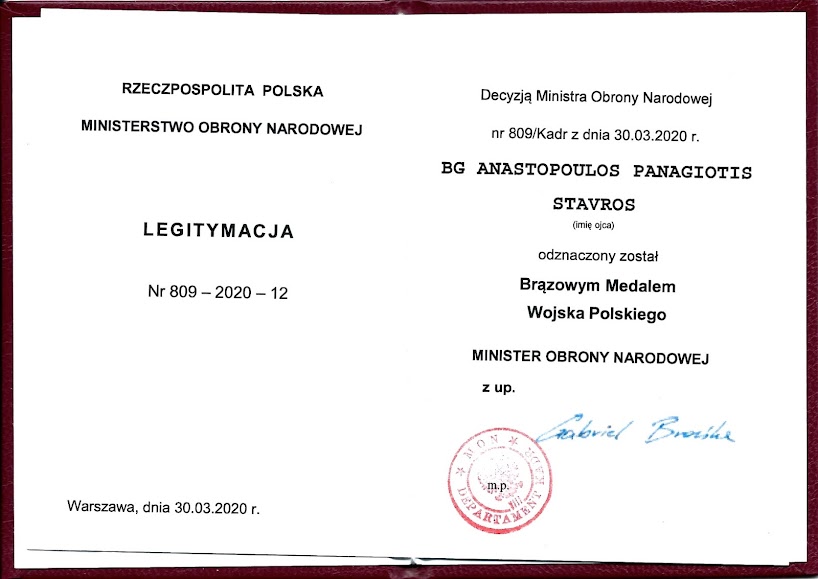 RZECZPOSPOLITA POLSKA
MINISTERSTWO OBRONY NARODOWEJ
LEGITYMACJA
Nr 809 – 2020 – 12
Warszawa, dnia 30.03.2020 r.
Decyzją Ministra Obrony Narodowej
nr 809/Kadr z dnia 30.03.2020 r.
BG ANASTOPOULOS PANAGIOTIS
STAVROS
(imię ojca)
odznaczony został
Brązowym Medalem
Wojska Polskiego
MINISTER OBRONY NARODOWEJ
z up.
Gabriel
MON
DEPARTAMENT
m.p.